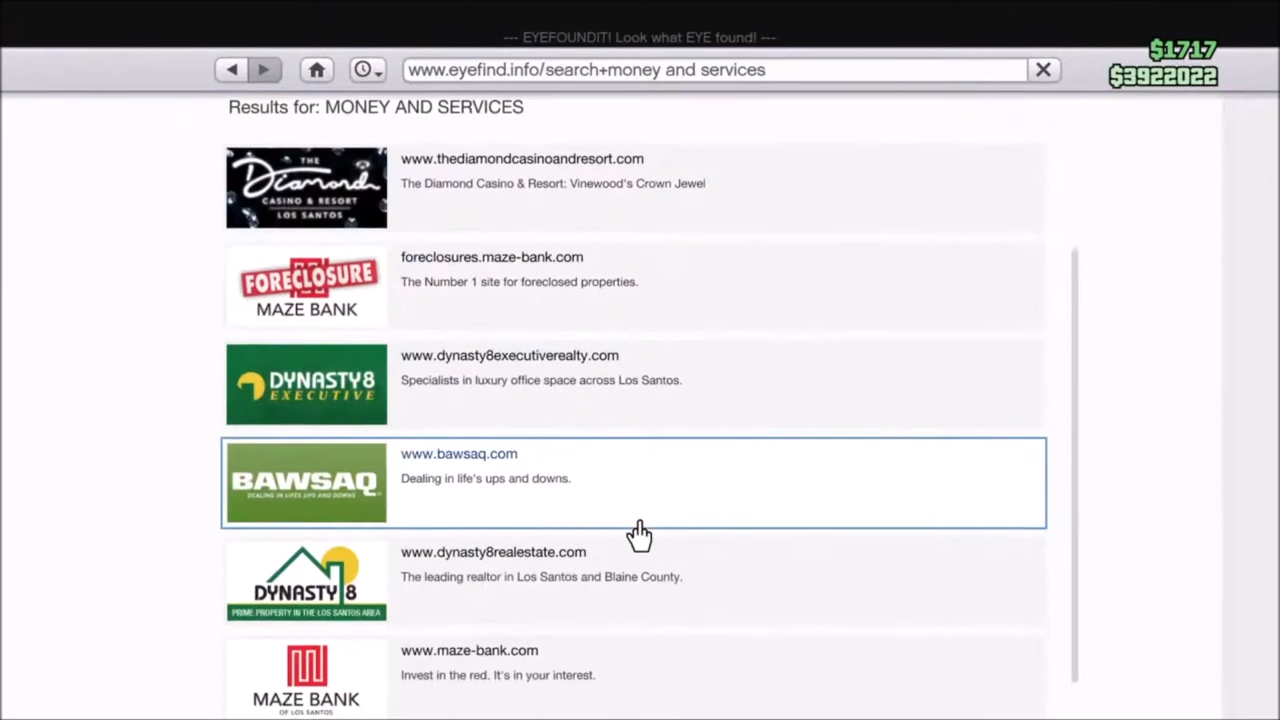 --- EYEFOUNDIT! Look what EYE found! ---
$1717
www.eyefind.info/search+money and services
$3922022
Results for: MONEY AND SERVICES
THE
Diamond
CASINO & RESORT
LOS SANTOS
www.thediamondcasinoandresort.com
The Diamond Casino & Resort: Vinewood's Crown Jewel
FORECLOSURE
MAZE BANK
foreclosures.maze-bank.com
The Number 1 site for foreclosed properties.
DYNASTY8
EXECUTIVE
www.dynasty8executiverealty.com
Specialists in luxury office space across Los Santos.
BAWSAQ
DEALING IN LIFE'S UPS AND DOWNS
www.bawsaq.com
Dealing in life's ups and downs.
DYNASTY 8
PRIME PROPERTY IN THE LOS SANTOS AREA
www.dynasty8realestate.com
The leading realtor in Los Santos and Blaine County.
MAZE BANK
OF LOS SANTOS
www.maze-bank.com
Invest in the red. It's in your interest.